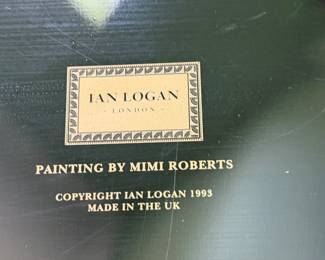 IAN LOGAN
· LONDON ·
PAINTING BY MIMI ROBERTS
COPYRIGHT IAN LOGAN 1993
MADE IN THE UK